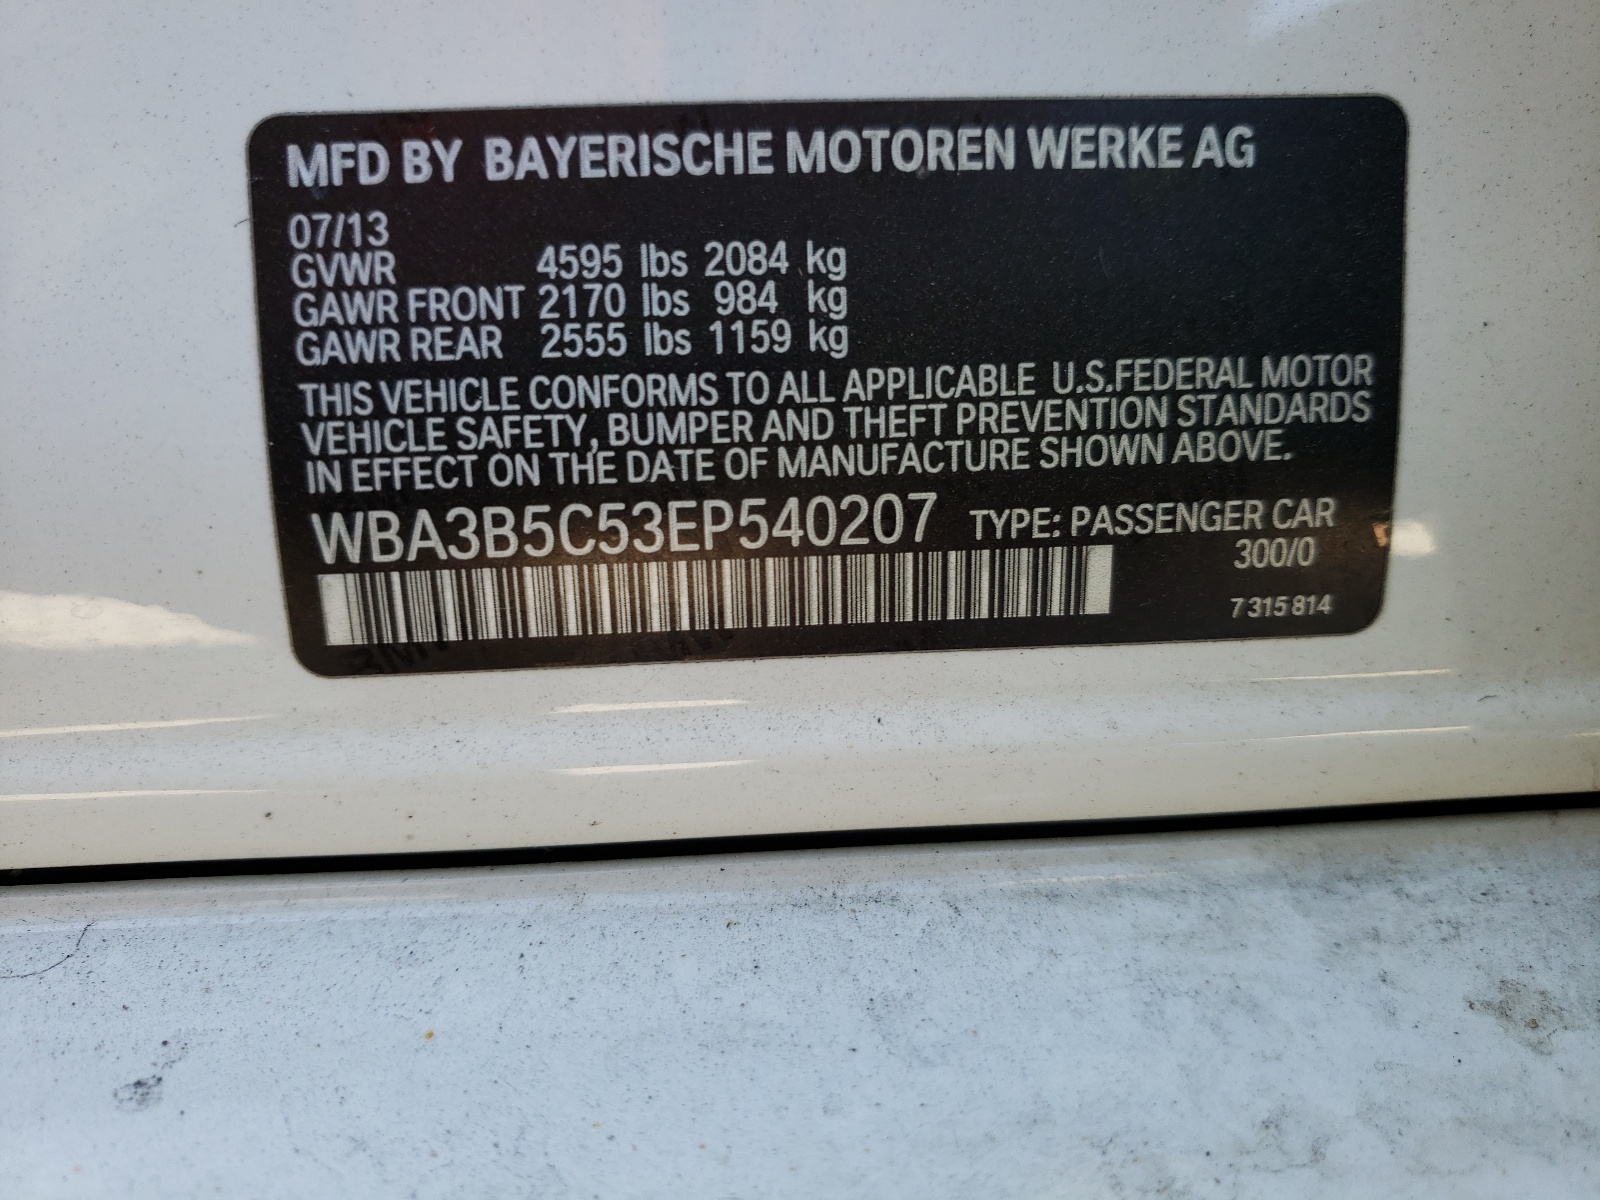 MFD BY BAYERISCHE MOTOREN WERKE AG
07/13
GVWR 4595 lbs 2084 kg
GAWR FRONT 2170 lbs 984 kg
GAWR REAR 2555 lbs 1159 kg
THIS VEHICLE CONFORMS TO ALL APPLICABLE U.S.FEDERAL MOTOR
VEHICLE SAFETY, BUMPER AND THEFT PREVENTION STANDARDS
IN EFFECT ON THE DATE OF MANUFACTURE SHOWN ABOVE.
WBA3B5C53EP540207 TYPE: PASSENGER CAR
300/0
7 315 814